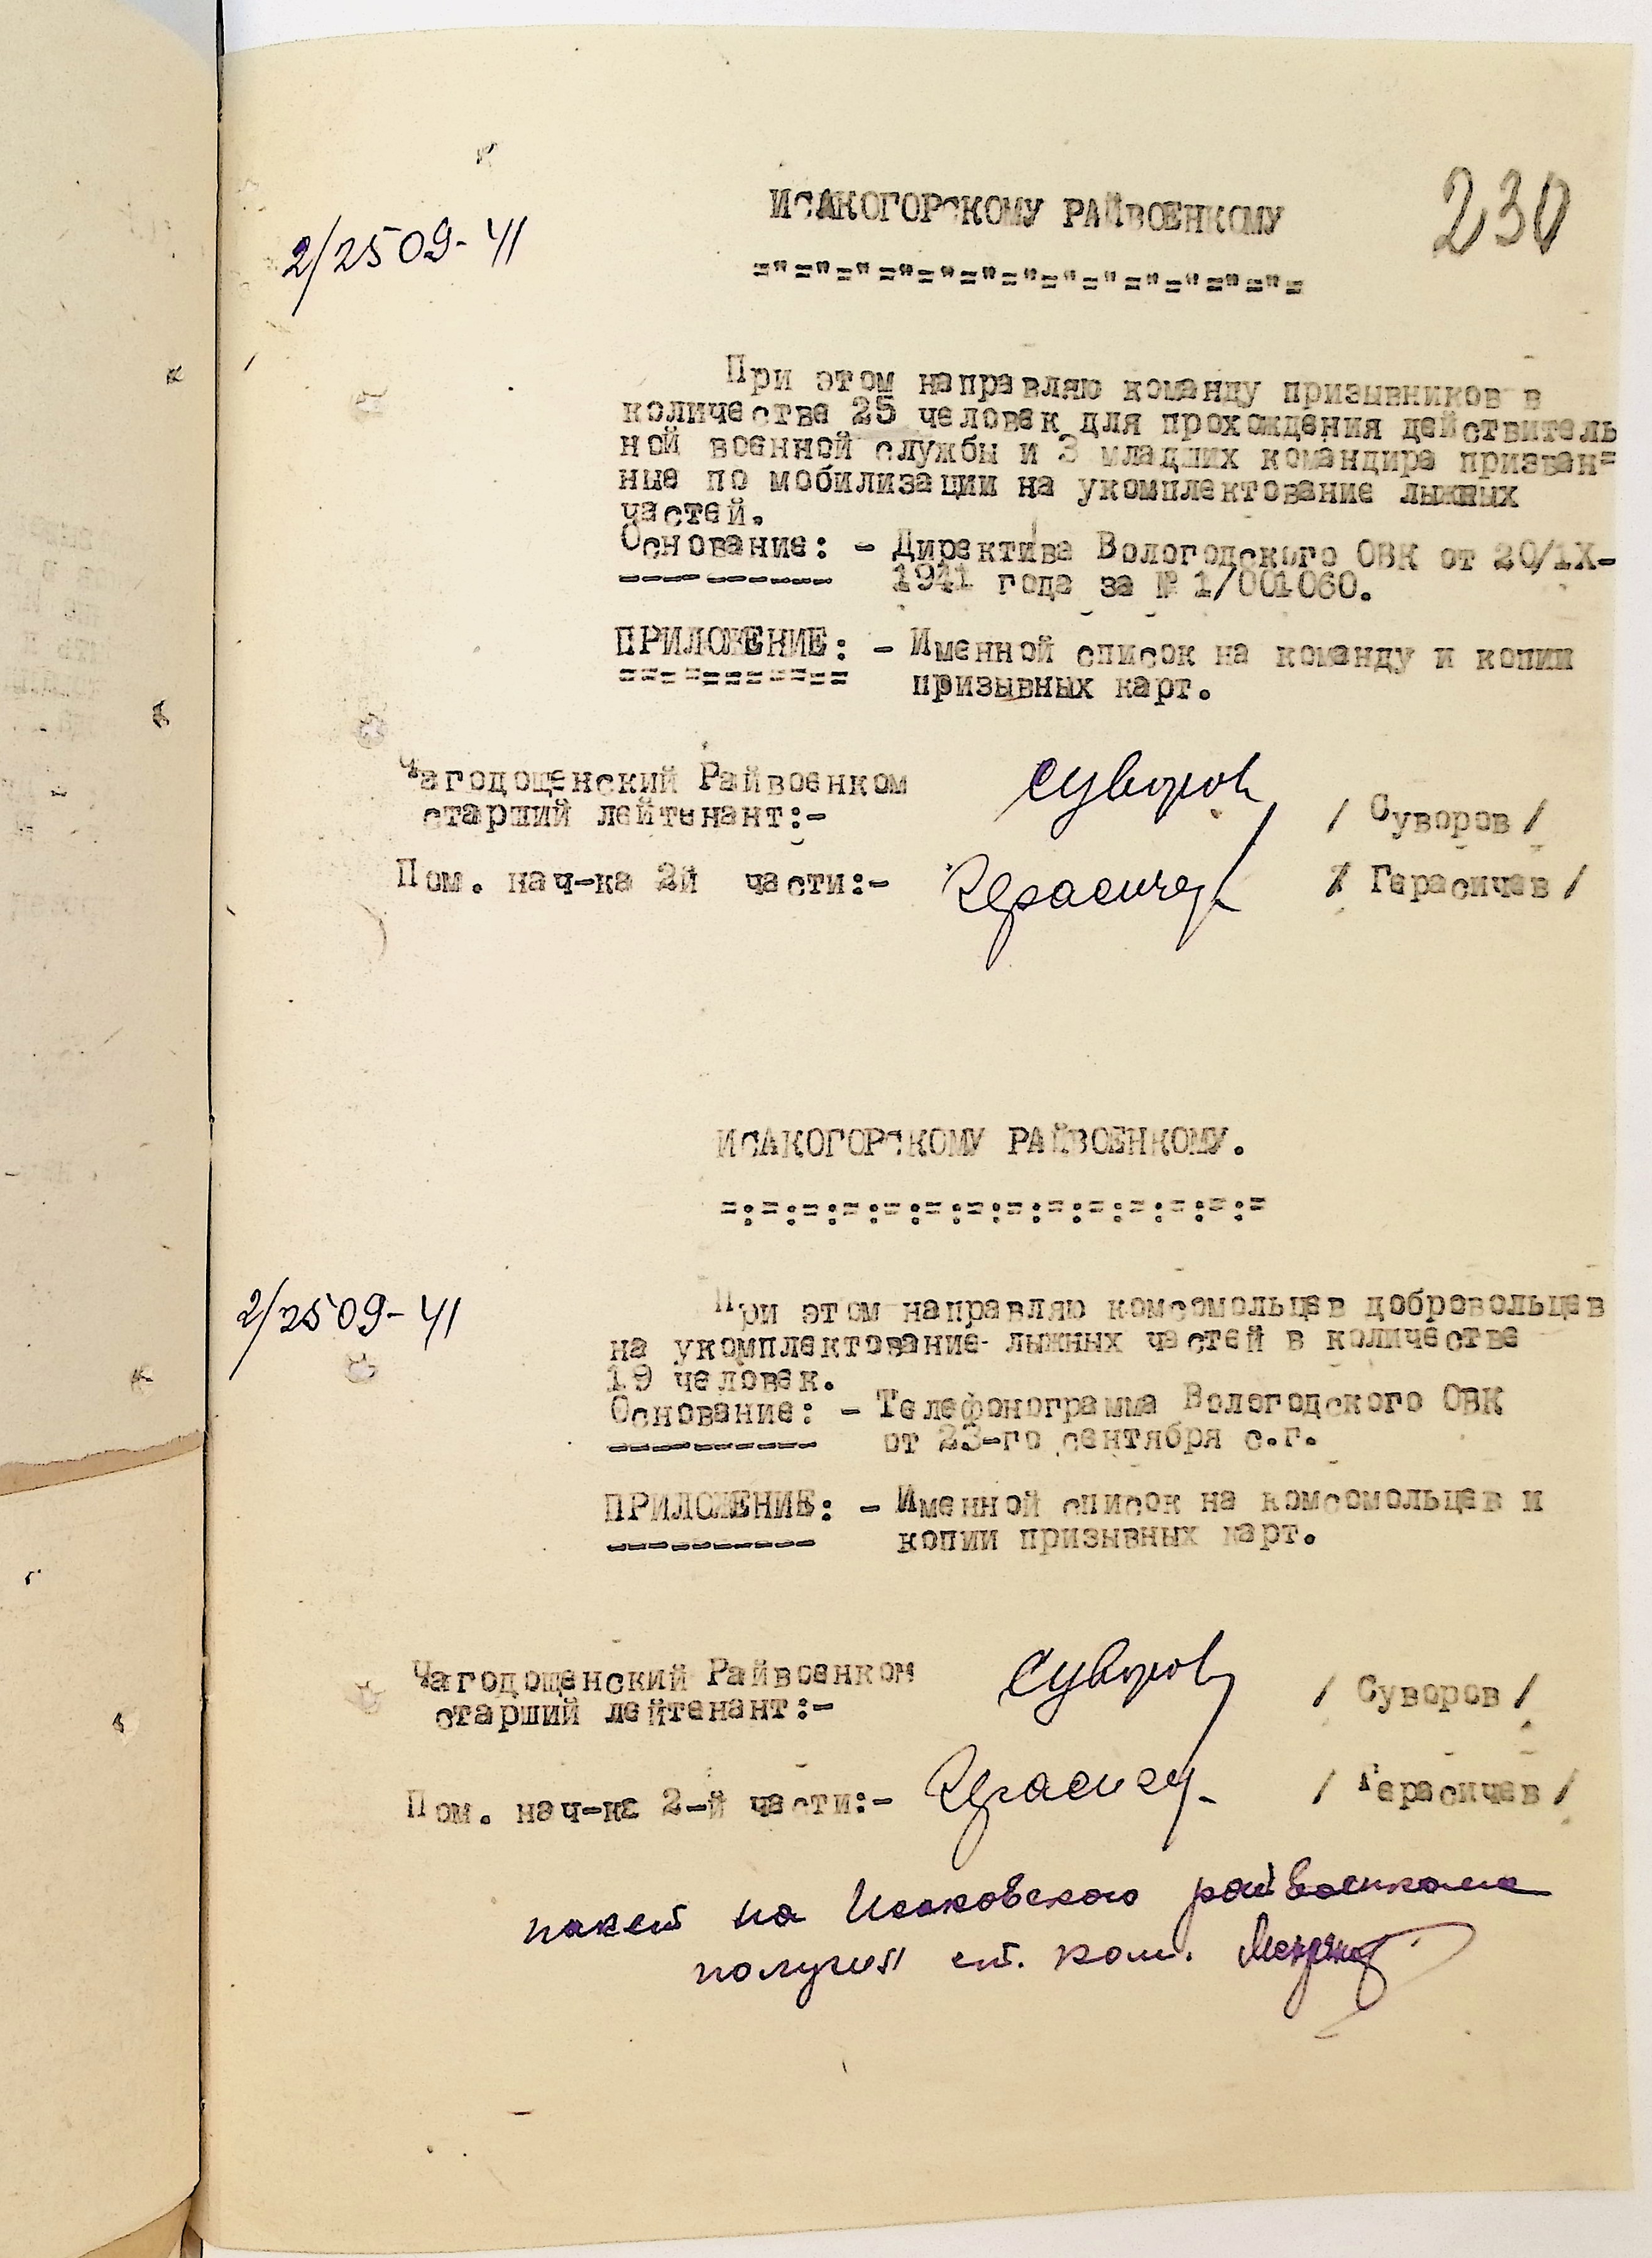 230
ИСАКОГОРСКОМУ РАЙВОЕНКОМУ
="="="="="="="="="="="="="=
2/2509-41
При этом направляю команду призывников в
количестве 25 человек для прохождения действитель
ной военной службы и 3 младших командира призван=
ные по мобилизации на укомплектование лыжных
частей.
Основание: - Директива Вологодского ОВК от 20/IX-
1941 года за № 1/001060.
ПРИЛОЖЕНИЕ: - Именной список на команду и копии
призывных карт.
Чагодощенский Райвоенком
старший лейтенант:- Суворов / Суворов /
Пом. нач-ка 2й части:- Герасичев / Герасичев /
ИСАКОГОРСКОМУ РАЙВОЕНКОМУ.
=:=:=:=:=:=:=:=:=:=:=:=:=:=
2/2509-41
При этом направляю комсомольцев добровольцев
на укомплектование лыжных частей в количестве
19 человек.
Основание: - Телефонограмма Вологодского ОВК
от 23-го сентября с.г.
ПРИЛОЖЕНИЕ: - Именной список на комсомольцев и
копии призывных карт.
Чагодощенский Райвоенком
старший лейтенант:- Суворов / Суворов /
Пом. нач-ка 2-й части:- Герасич / Герасичев /
пакет на Исаковского райвоенкома
получил ст. ком.